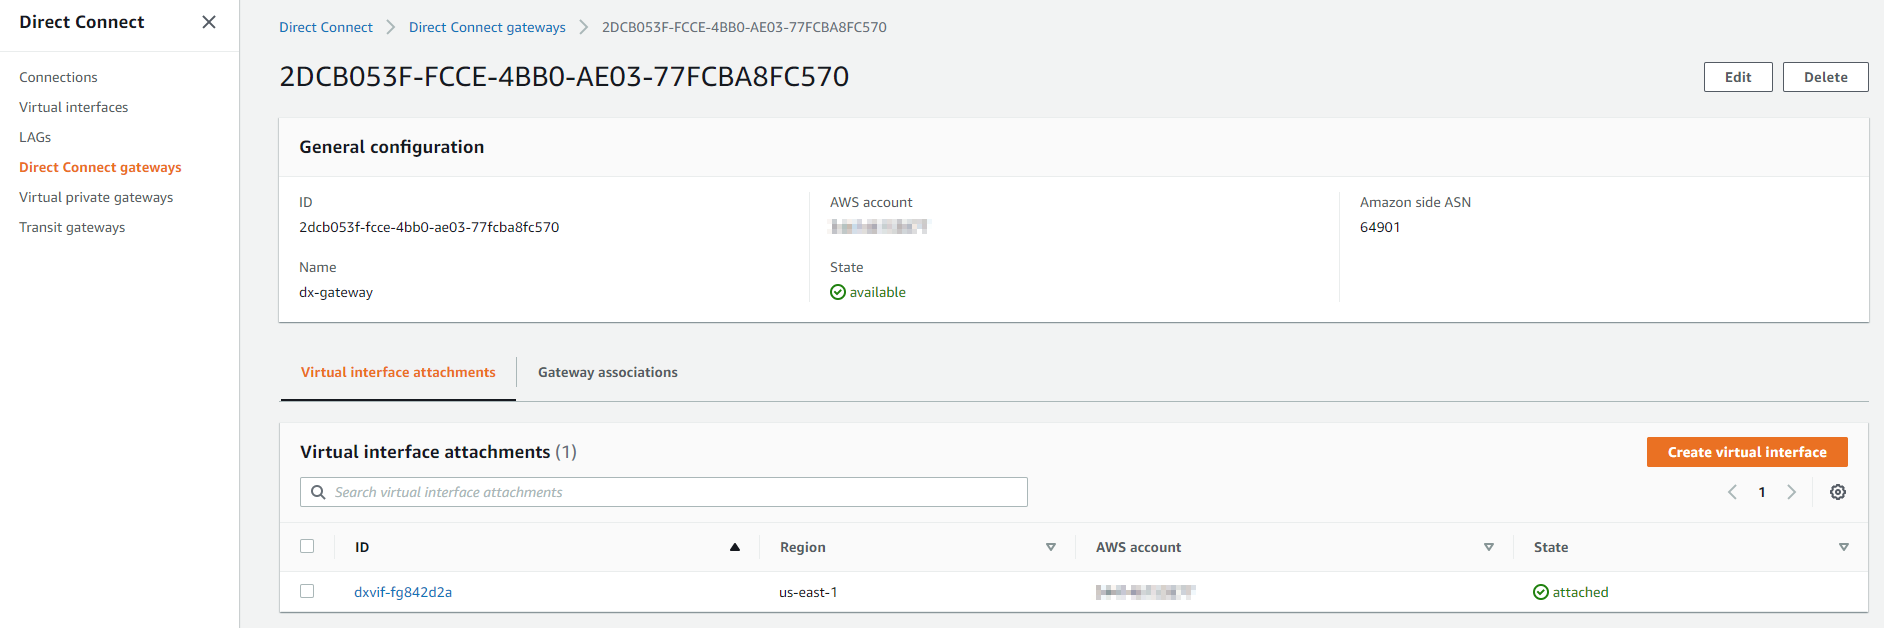 Direct Connect
Connections
Virtual interfaces
LAGs
Direct Connect gateways
Virtual private gateways
Transit gateways
Direct Connect > Direct Connect gateways > 2DCB053F-FCCE-4BB0-AE03-77FCBA8FC570
2DCB053F-FCCE-4BB0-AE03-77FCBA8FC570
Edit Delete
General configuration
ID
2dcb053f-fcce-4bb0-ae03-77fcba8fc570
Name
dx-gateway
AWS account
State
available
Amazon side ASN
64901
Virtual interface attachments Gateway associations
Virtual interface attachments (1)
Create virtual interface
Search virtual interface attachments
1
ID Region AWS account State
dxvif-fg842d2a us-east-1 attached